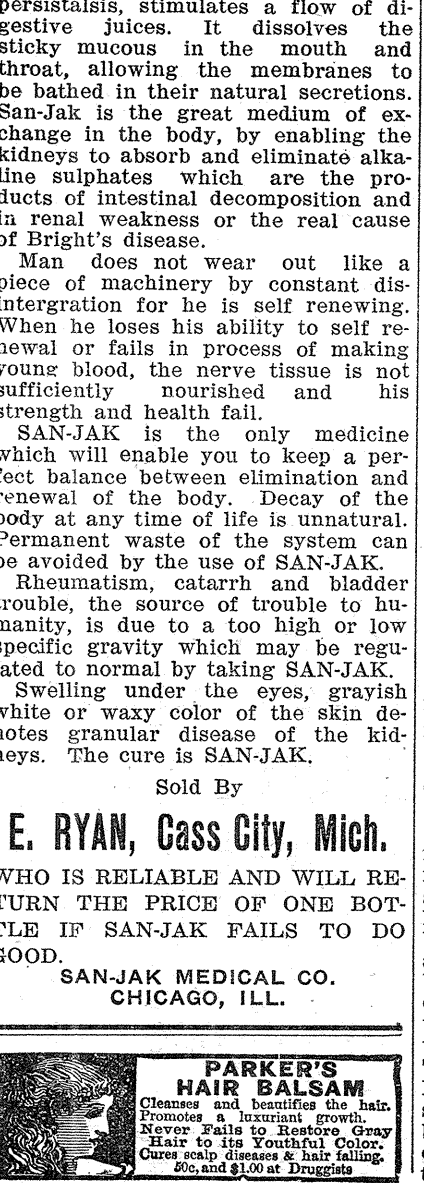 persistalsis, stimulates a flow of di-
gestive juices. It dissolves the
sticky mucous in the mouth and
throat, allowing the membranes to
be bathed in their natural secretions.
San-Jak is the great medium of ex-
change in the body, by enabling the
kidneys to absorb and eliminate alka-
line sulphates which are the pro-
ducts of intestinal decomposition and
in renal weakness or the real cause
of Bright's disease.
Man does not wear out like a
piece of machinery by constant dis-
intergration for he is self renewing.
When he loses his ability to self re-
newal or fails in process of making
young blood, the nerve tissue is not
sufficiently nourished and his
strength and health fail.
SAN-JAK is the only medicine
which will enable you to keep a per-
fect balance between elimination and
renewal of the body. Decay of the
body at any time of life is unnatural.
Permanent waste of the system can
be avoided by the use of SAN-JAK.
Rheumatism, catarrh and bladder
trouble, the source of trouble to hu-
manity, is due to a too high or low
specific gravity which may be regu-
lated to normal by taking SAN-JAK.
Swelling under the eyes, grayish
white or waxy color of the skin de-
notes granular disease of the kid-
neys. The cure is SAN-JAK.
Sold By
E. RYAN, Cass City, Mich.
WHO IS RELIABLE AND WILL RE-
TURN THE PRICE OF ONE BOT-
TLE IF SAN-JAK FAILS TO DO
GOOD.
SAN-JAK MEDICAL CO.
CHICAGO, ILL.
PARKER'S
HAIR BALSAM
Cleanses and beautifies the hair.
Promotes a luxuriant growth.
Never Fails to Restore Gray
Hair to its Youthful Color.
Cures scalp diseases & hair falling.
50c, and $1.00 at Druggists